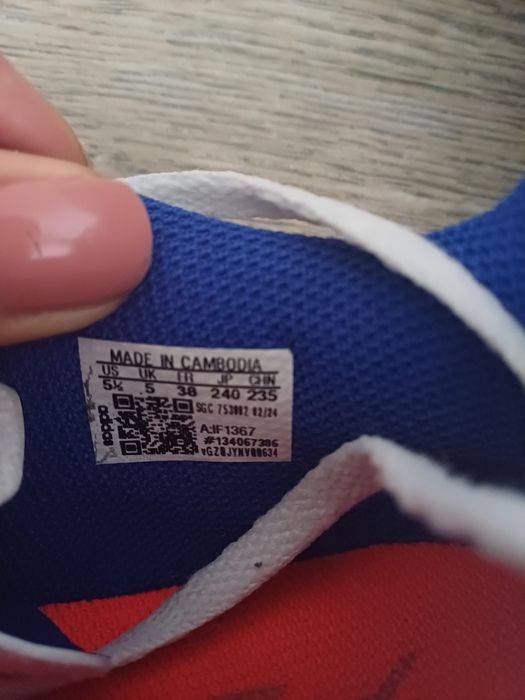 MADE IN CAMBODIA
US UK FR JP CHN
5½ 5 38 240 235
adidas
SGC 753002 02/24
A:IF1367
#134067386